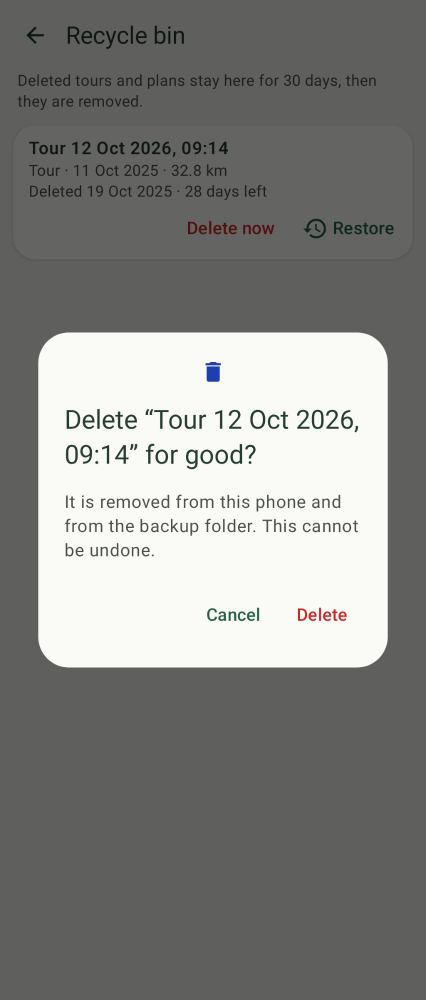 Recycle bin
Deleted tours and plans stay here for 30 days, then
they are removed.
Tour 12 Oct 2026, 09:14
Tour · 11 Oct 2025 · 32.8 km
Deleted 19 Oct 2025 · 28 days left
Delete now
Restore
Delete “Tour 12 Oct 2026,
09:14” for good?
It is removed from this phone and
from the backup folder. This cannot
be undone.
Cancel
Delete